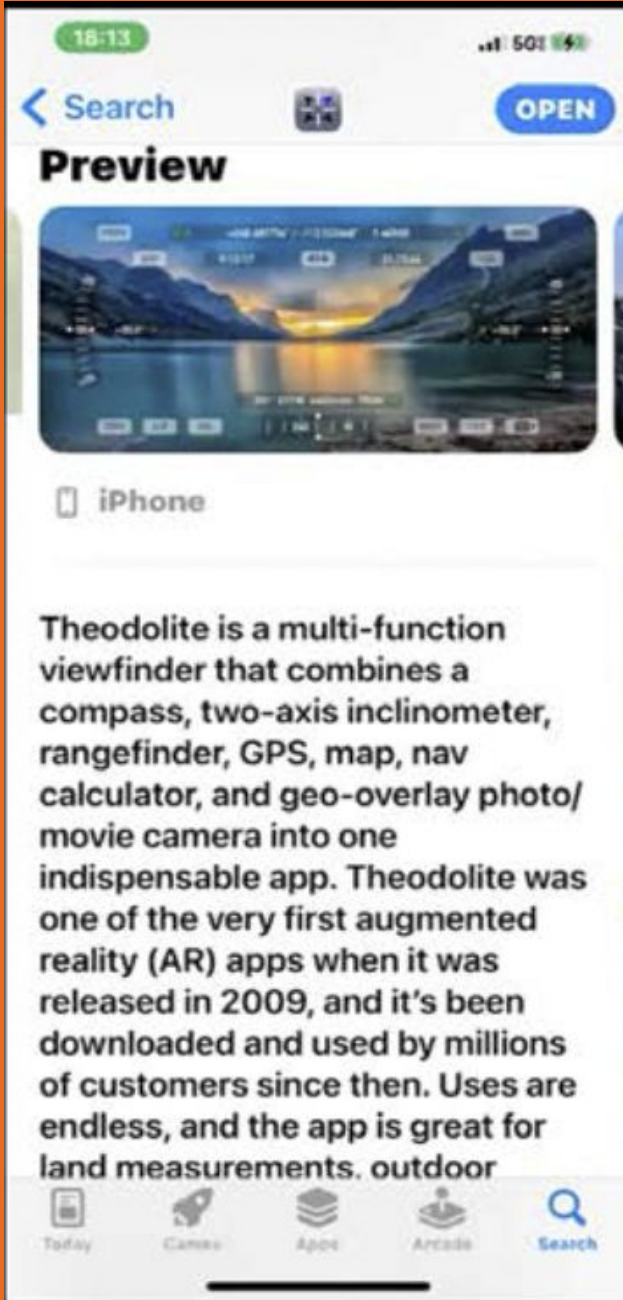 18:13
5G
Search
OPEN
Preview
iPhone
Theodolite is a multi-function
viewfinder that combines a
compass, two-axis inclinometer,
rangefinder, GPS, map, nav
calculator, and geo-overlay photo/
movie camera into one
indispensable app. Theodolite was
one of the very first augmented
reality (AR) apps when it was
released in 2009, and it's been
downloaded and used by millions
of customers since then. Uses are
endless, and the app is great for
land measurements, outdoor
Today Games Apps Arcade Search